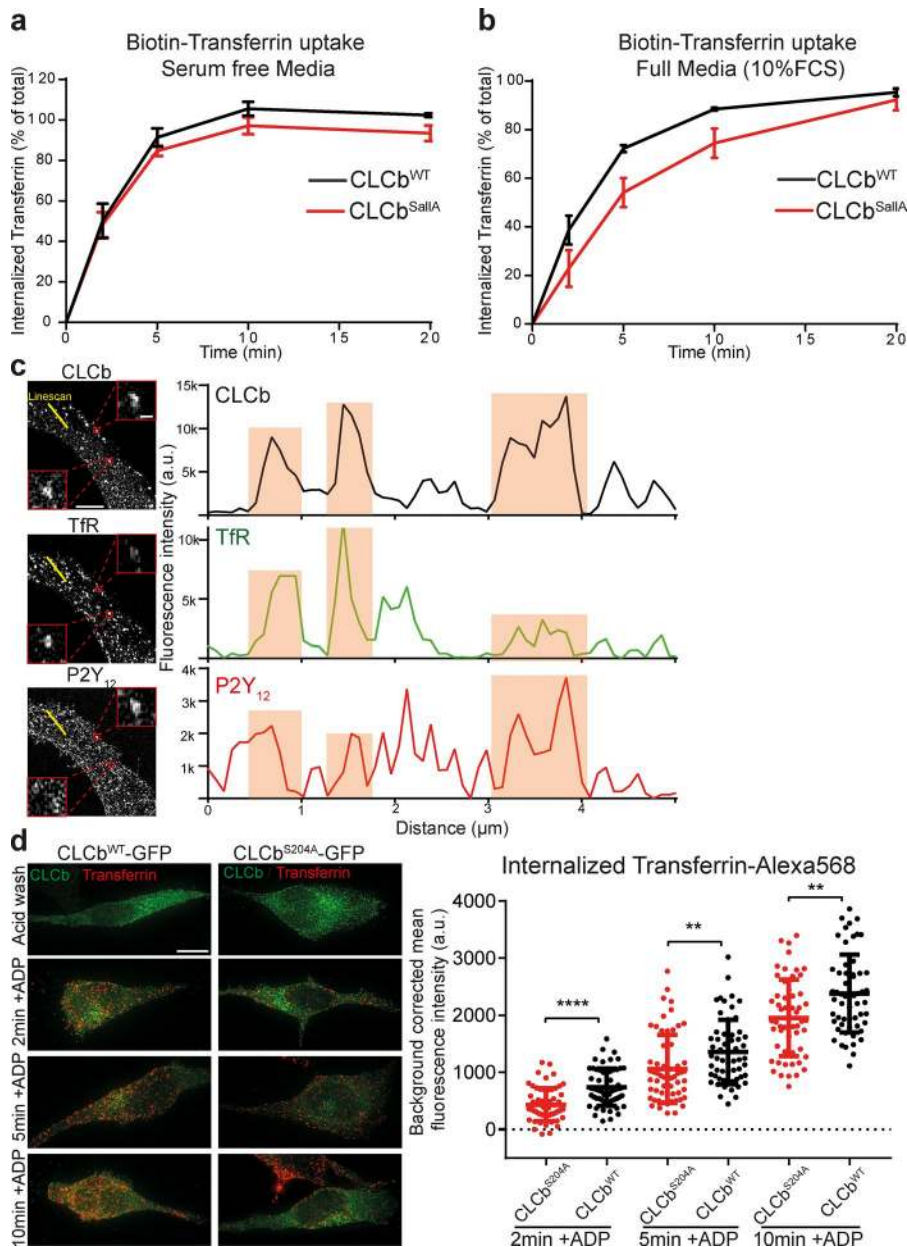 a
Biotin-Transferrin uptake
Serum free Media
Internalized Transferrin (% of total)
120
100
80
60
40
20
0
0 5 10 15 20
Time (min)
CLCb^WT
CLCb^SallA
b
Biotin-Transferrin uptake
Full Media (10%FCS)
Internalized Transferrin (% of total)
100
80
60
40
20
0
0 5 10 15 20
Time (min)
CLCb^WT
CLCb^SallA
c
CLCb
Linescan
TfR
P2Y₁₂
Fluorescence intensity (a.u.)
15k
10k
5k
CLCb
10k
5k
TfR
4k
3k
2k
1k
P2Y₁₂
0 1 2 3 4
Distance (µm)
d
CLCb^WT-GFP
CLCb^S204A-GFP
CLCb / Transferrin
CLCb / Transferrin
Acid wash
2min +ADP
5min +ADP
10min +ADP
Internalized Transferrin-Alexa568
Background corrected mean
fluorescence intensity (a.u.)
4000
3000
2000
1000
0
****
**
**
CLCb^S204A
CLCb^WT
CLCb^S204A
CLCb^WT
CLCb^S204A
CLCb^WT
2min +ADP
5min +ADP
10min +ADP